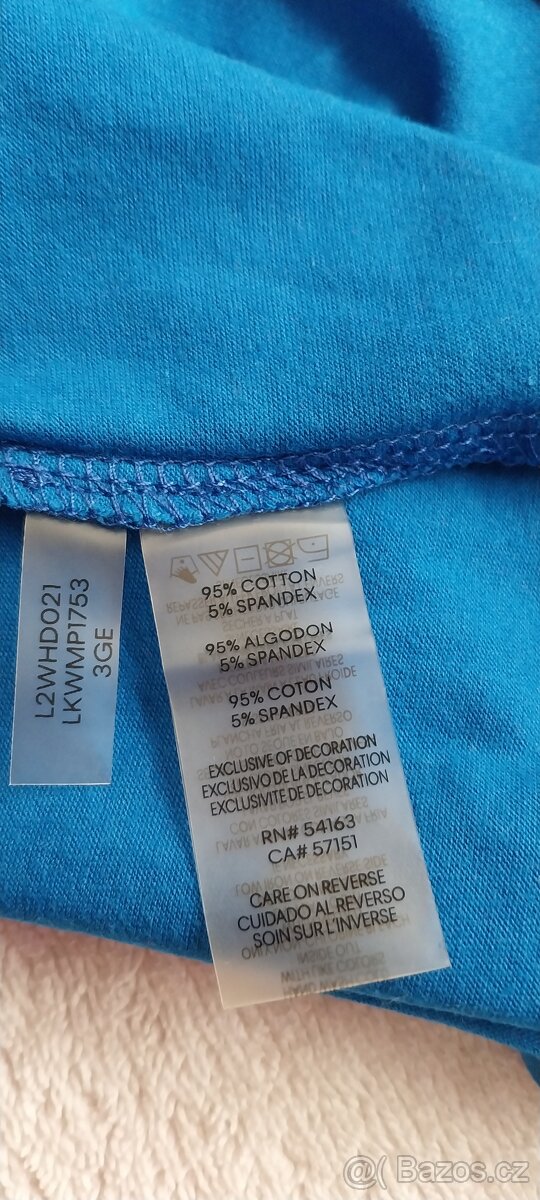 L2WHD021
LKWMP1753
3GE
95% COTTON
5% SPANDEX
95% ALGODON
5% SPANDEX
95% COTON
5% SPANDEX
EXCLUSIVE OF DECORATION
EXCLUSIVO DE LA DECORATION
EXCLUSIVITE DE DECORATION
RN# 54163
CA# 57151
CARE ON REVERSE
CUIDADO AL REVERSO
SOIN SUR L'INVERSE
Bazos.cz